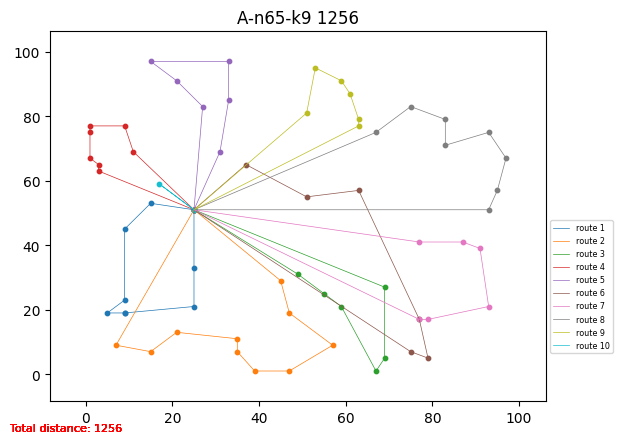 A-n65-k9 1256
100
80
60
40
20
0
0 20 40 60 80 100
route 1
route 2
route 3
route 4
route 5
route 6
route 7
route 8
route 9
route 10
Total distance: 1256